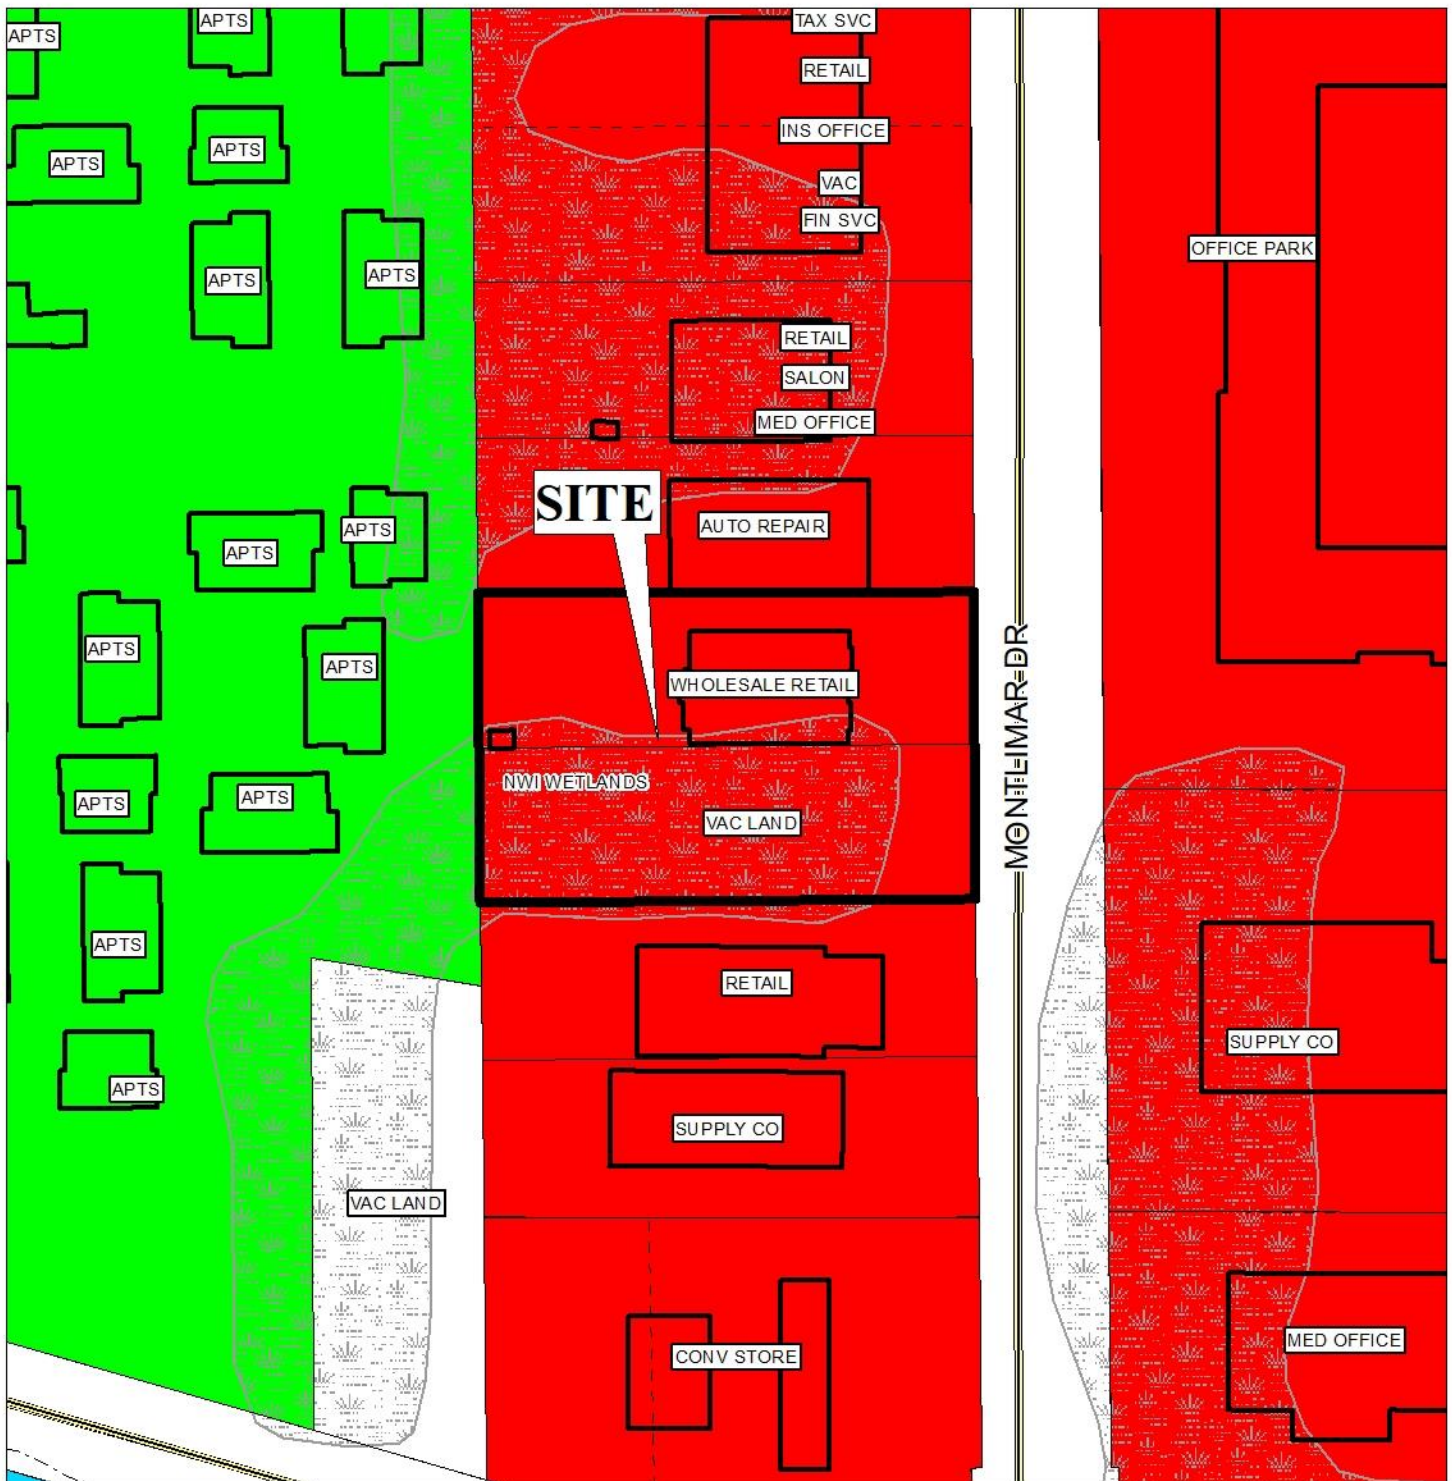 APTS
APTS
TAX SVC
RETAIL
INS OFFICE
APTS
APTS
VAC
FIN SVC
OFFICE PARK
APTS
APTS
RETAIL
SALON
MED OFFICE
SITE
AUTO REPAIR
APTS
APTS
APTS
APTS
WHOLESALE RETAIL
MONTLIMAR DR
NWI WETLANDS
APTS
APTS
VAC LAND
APTS
RETAIL
SUPPLY CO
APTS
SUPPLY CO
VAC LAND
MED OFFICE
CONV STORE